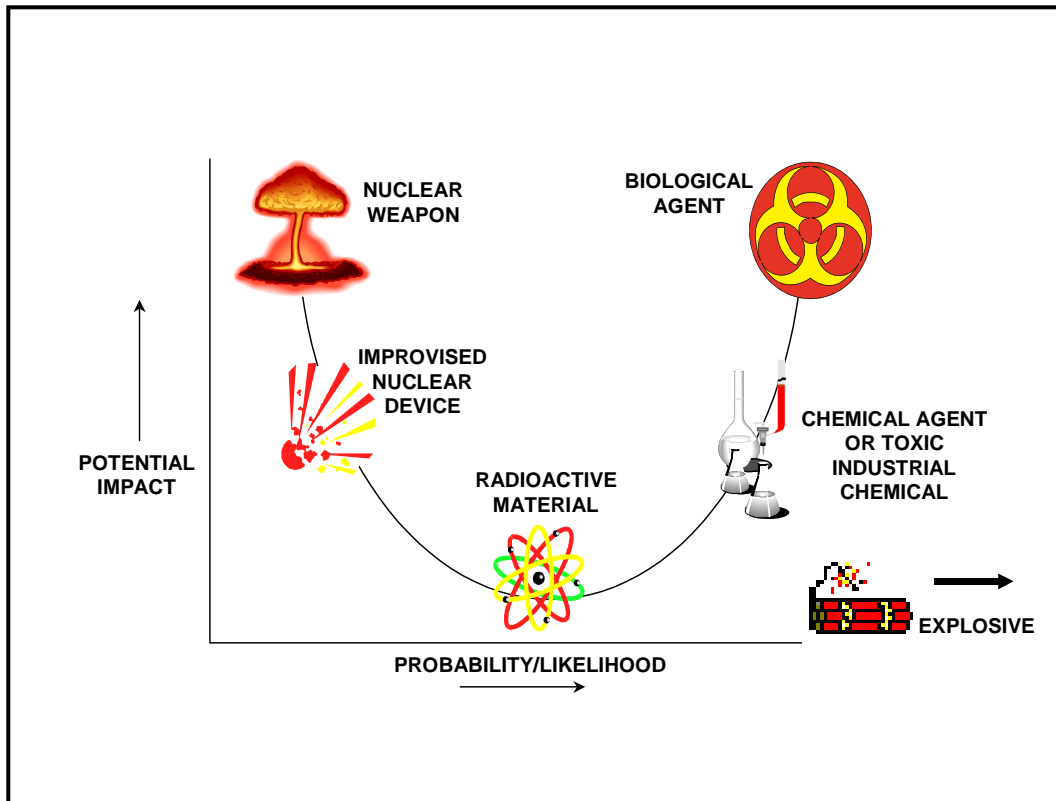 NUCLEAR
WEAPON
BIOLOGICAL
AGENT
IMPROVISED
NUCLEAR
DEVICE
CHEMICAL AGENT
OR TOXIC
INDUSTRIAL
CHEMICAL
POTENTIAL
IMPACT
RADIOACTIVE
MATERIAL
EXPLOSIVE
PROBABILITY/LIKELIHOOD